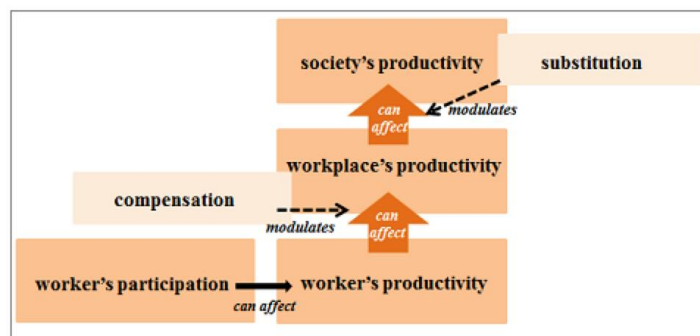 society's productivity
substitution
can
affect
modulates
workplace's productivity
compensation
can
affect
modulates
worker's participation
can affect
worker's productivity